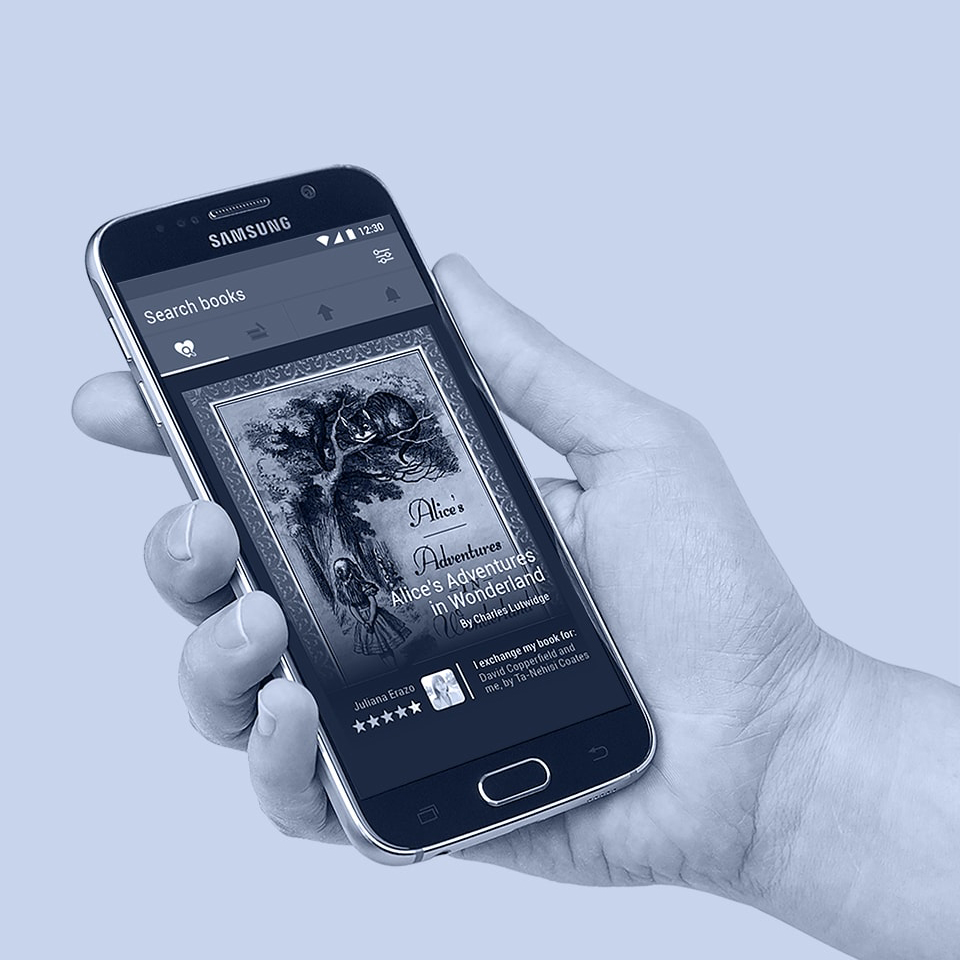 SAMSUNG
12:30
Search books
Alice's
Adventures
Alice's Adventures
in Wonderland
By Charles Lutwidge
Juliana Erazo
I exchange my book for:
David Copperfield and
me, by Ta-Nehisi Coates